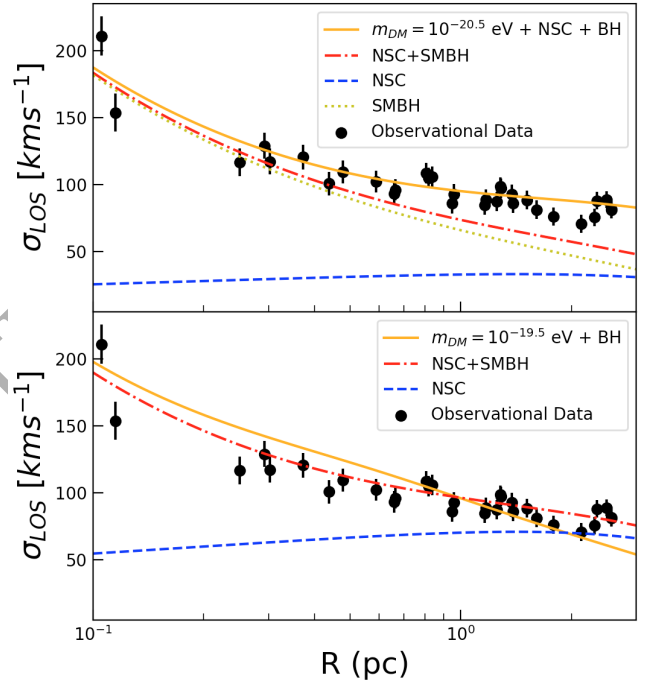 200
150
100
50
σ_LOS [kms⁻¹]
m_DM = 10⁻²⁰·⁵ eV + NSC + BH
NSC+SMBH
NSC
SMBH
Observational Data
200
150
100
50
σ_LOS [kms⁻¹]
m_DM = 10⁻¹⁹·⁵ eV + BH
NSC+SMBH
NSC
Observational Data
10⁻¹
10⁰
R (pc)